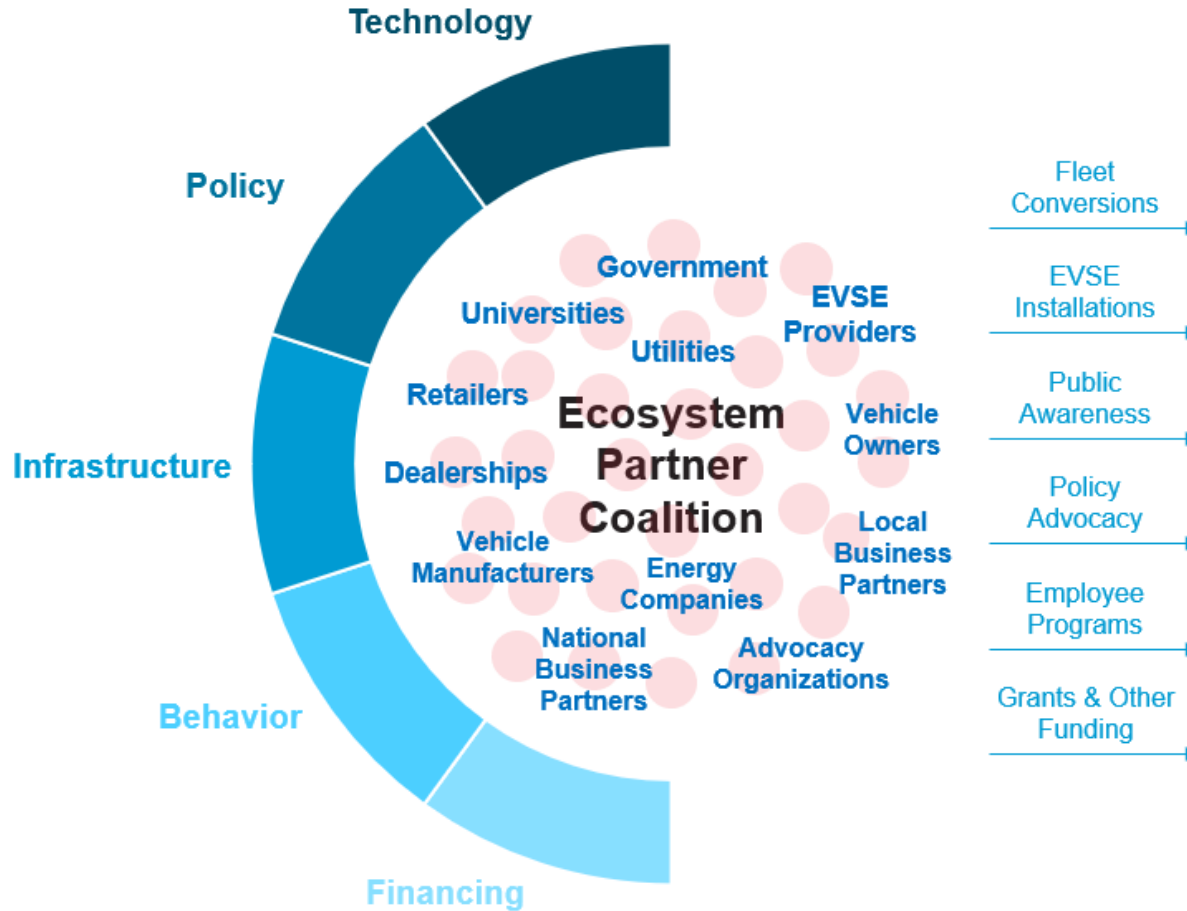 Technology
Policy
Infrastructure
Behavior
Financing
Government
Universities
EVSE
Providers
Utilities
Retailers
Ecosystem
Partner
Coalition
Vehicle
Owners
Dealerships
Vehicle
Manufacturers
Energy
Companies
Local
Business
Partners
National
Business
Partners
Advocacy
Organizations
Fleet
Conversions
EVSE
Installations
Public
Awareness
Policy
Advocacy
Employee
Programs
Grants & Other
Funding